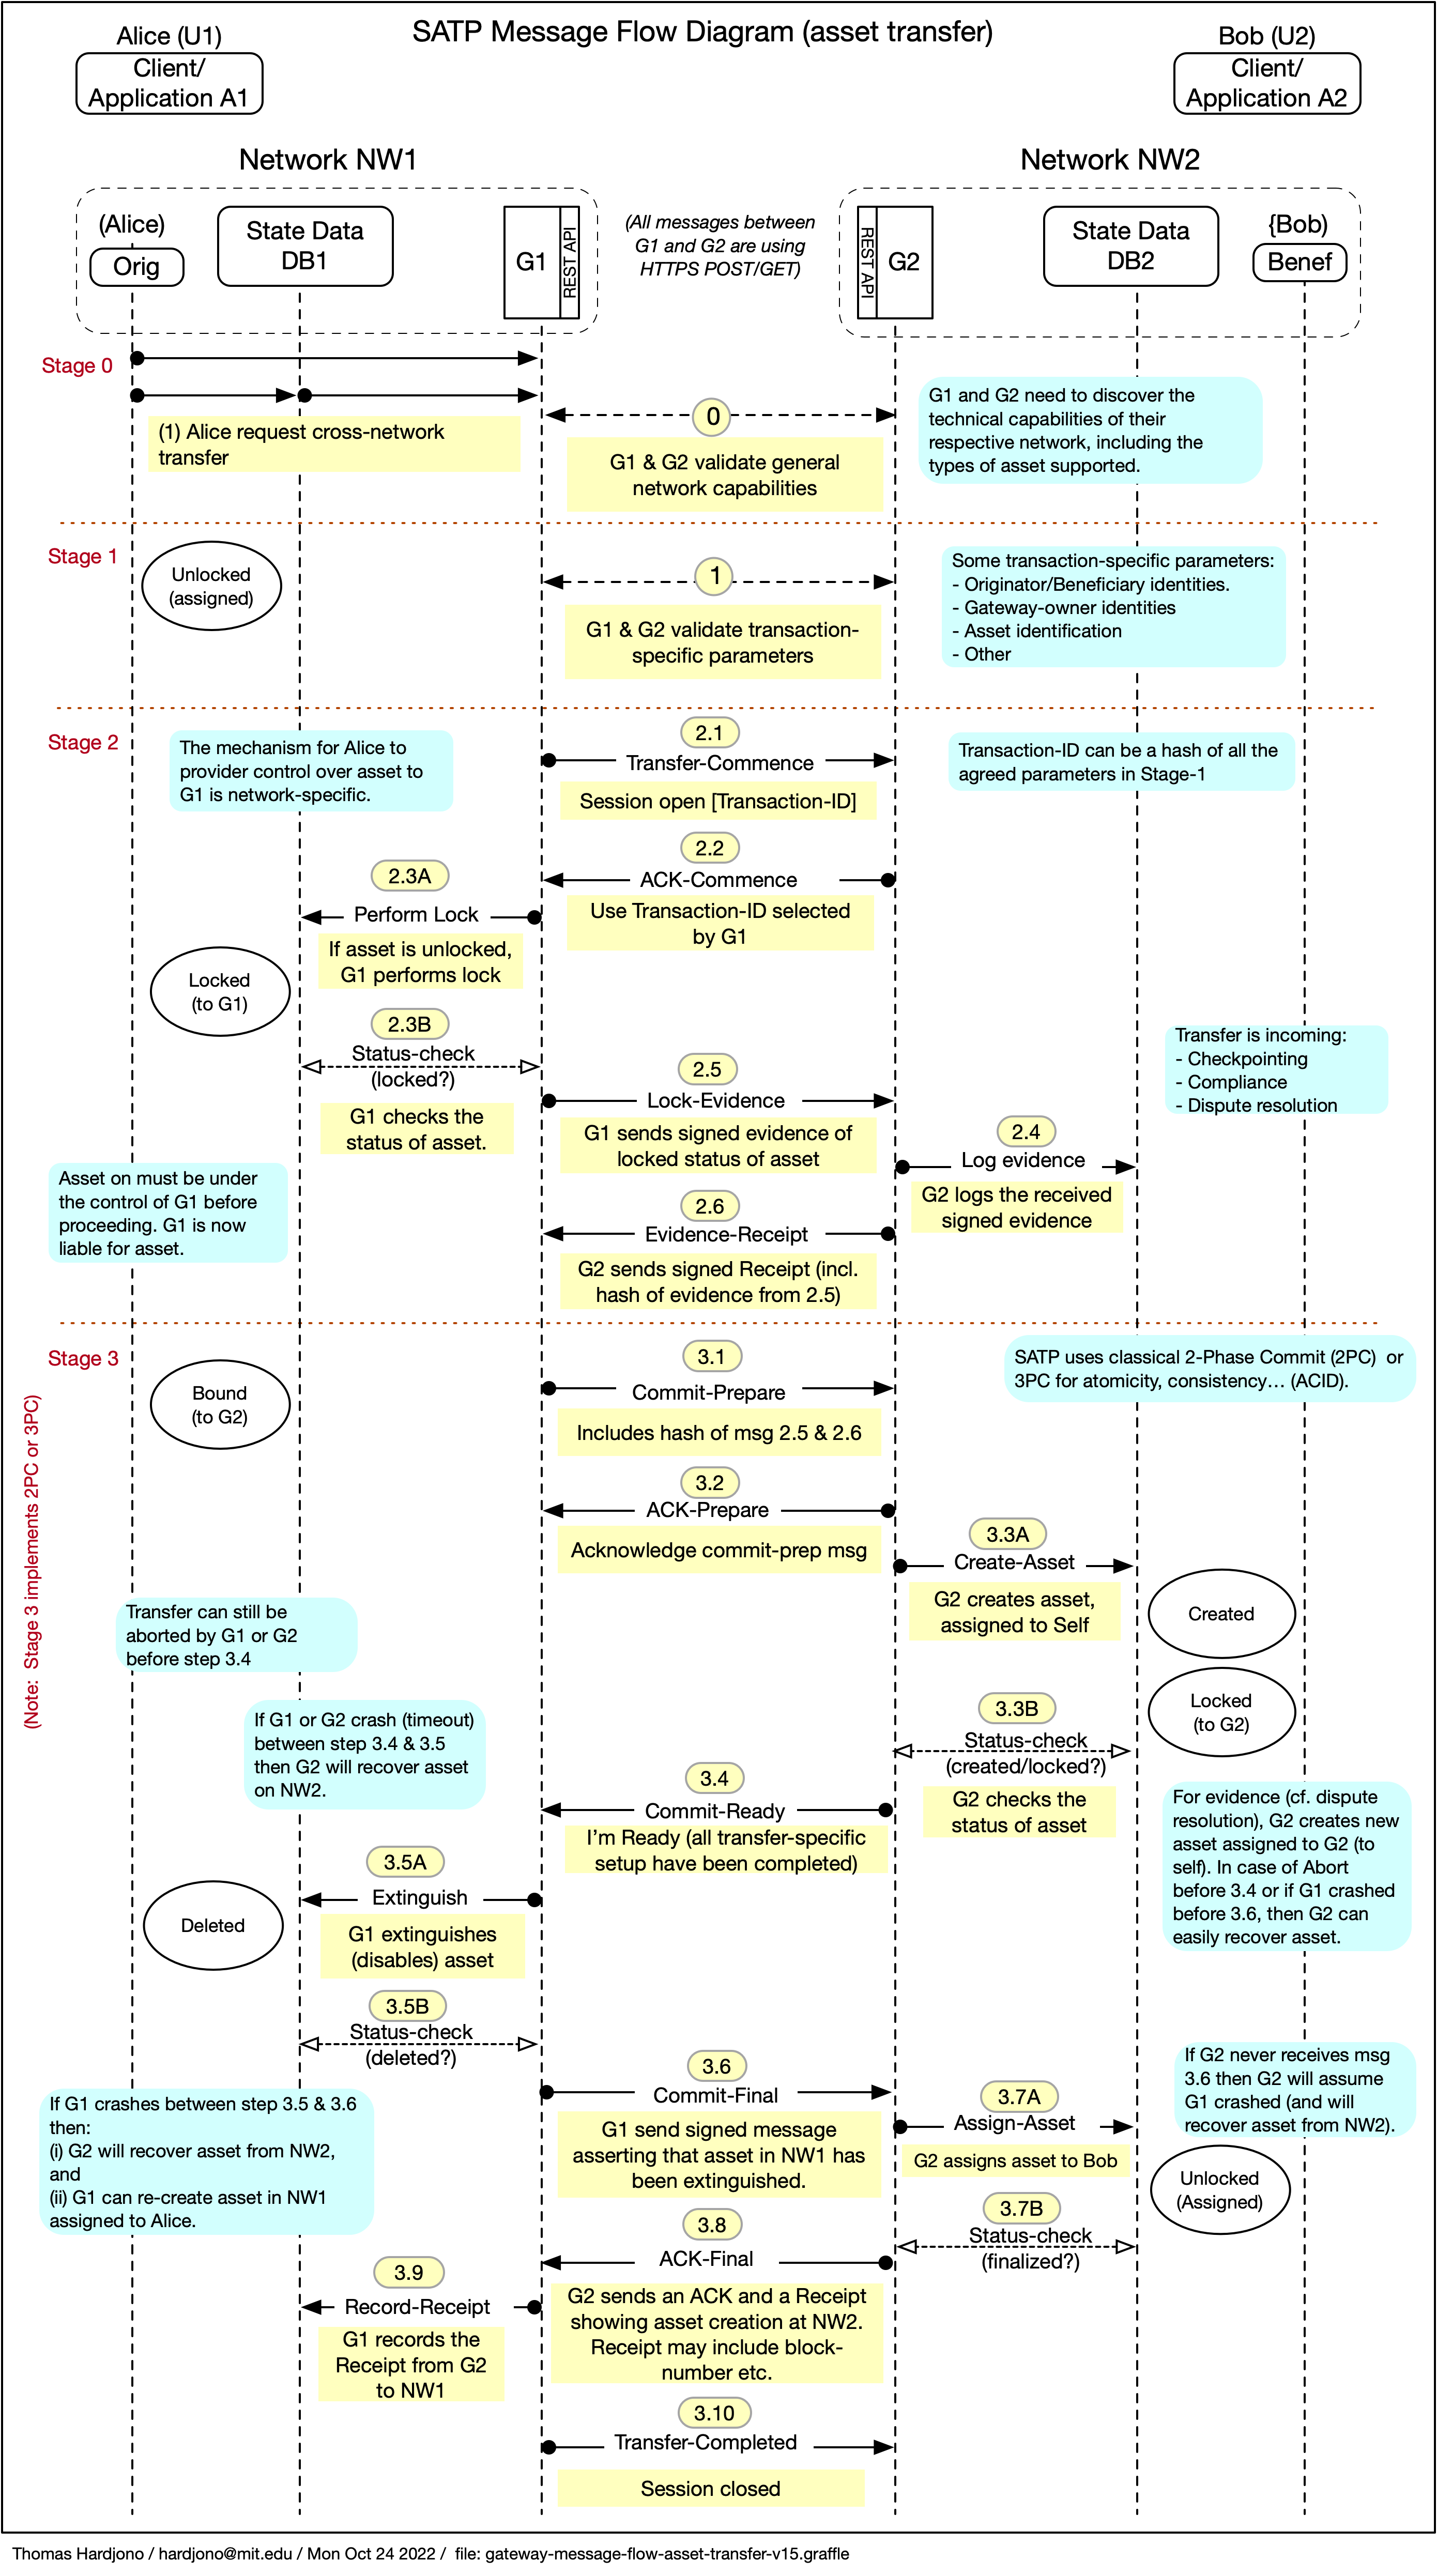 SATP Message Flow Diagram (asset transfer)
Alice (U1)
Client/
Application A1
Bob (U2)
Client/
Application A2
Network NW1
Network NW2
(Alice)
Orig
State Data
DB1
G1
REST API
(All messages between
G1 and G2 are using
HTTPS POST/GET)
REST API
G2
State Data
DB2
{Bob)
Benef
Stage 0
(1) Alice request cross-network
transfer
0
G1 & G2 validate general
network capabilities
G1 and G2 need to discover the
technical capabilities of their
respective network, including the
types of asset supported.
Stage 1
Unlocked
(assigned)
1
G1 & G2 validate transaction-
specific parameters
Some transaction-specific parameters:
- Originator/Beneficiary identities.
- Gateway-owner identities
- Asset identification
- Other
Stage 2
The mechanism for Alice to
provider control over asset to
G1 is network-specific.
2.1
Transfer-Commence
Session open [Transaction-ID]
Transaction-ID can be a hash of all the
agreed parameters in Stage-1
2.2
ACK-Commence
Use Transaction-ID selected
by G1
2.3A
Perform Lock
If asset is unlocked,
G1 performs lock
Locked
(to G1)
2.3B
Status-check
(locked?)
G1 checks the
status of asset.
2.5
Lock-Evidence
G1 sends signed evidence of
locked status of asset
Transfer is incoming:
- Checkpointing
- Compliance
- Dispute resolution
2.4
Log evidence
G2 logs the received
signed evidence
Asset on must be under
the control of G1 before
proceeding. G1 is now
liable for asset.
2.6
Evidence-Receipt
G2 sends signed Receipt (incl.
hash of evidence from 2.5)
Stage 3
(Note: Stage 3 implements 2PC or 3PC)
Bound
(to G2)
3.1
Commit-Prepare
Includes hash of msg 2.5 & 2.6
SATP uses classical 2-Phase Commit (2PC) or
3PC for atomicity, consistency… (ACID).
3.2
ACK-Prepare
Acknowledge commit-prep msg
3.3A
Create-Asset
G2 creates asset,
assigned to Self
Created
Transfer can still be
aborted by G1 or G2
before step 3.4
Locked
(to G2)
3.3B
Status-check
(created/locked?)
G2 checks the
status of asset
If G1 or G2 crash (timeout)
between step 3.4 & 3.5
then G2 will recover asset
on NW2.
3.4
Commit-Ready
I'm Ready (all transfer-specific
setup have been completed)
For evidence (cf. dispute
resolution), G2 creates new
asset assigned to G2 (to
self). In case of Abort
before 3.4 or if G1 crashed
before 3.6, then G2 can
easily recover asset.
3.5A
Extinguish
G1 extinguishes
(disables) asset
Deleted
3.5B
Status-check
(deleted?)
3.6
Commit-Final
G1 send signed message
asserting that asset in NW1 has
been extinguished.
If G2 never receives msg
3.6 then G2 will assume
G1 crashed (and will
recover asset from NW2).
3.7A
Assign-Asset
G2 assigns asset to Bob
If G1 crashes between step 3.5 & 3.6
then:
(i) G2 will recover asset from NW2,
and
(ii) G1 can re-create asset in NW1
assigned to Alice.
Unlocked
(Assigned)
3.7B
Status-check
(finalized?)
3.8
ACK-Final
G2 sends an ACK and a Receipt
showing asset creation at NW2.
Receipt may include block-
number etc.
3.9
Record-Receipt
G1 records the
Receipt from G2
to NW1
3.10
Transfer-Completed
Session closed
Thomas Hardjono / hardjono@mit.edu / Mon Oct 24 2022 / file: gateway-message-flow-asset-transfer-v15.graffle